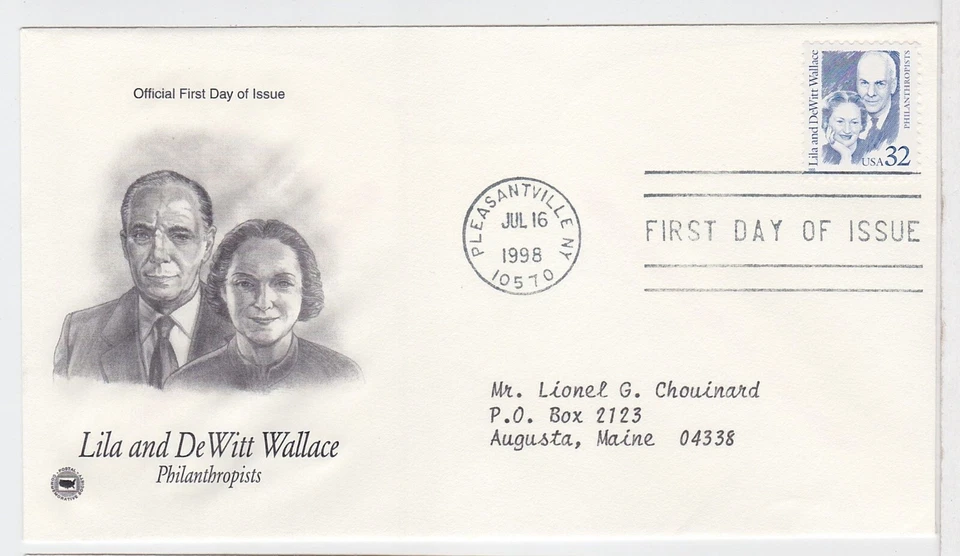 Official First Day of Issue
Lila and DeWitt Wallace
PHILANTHROPISTS
USA 32
PLEASANTVILLE NY
JUL 16
1998
10570
FIRST DAY OF ISSUE
Mr. Lionel G. Chouinard
P.O. Box 2123
Augusta, Maine 04338
Lila and DeWitt Wallace
Philanthropists